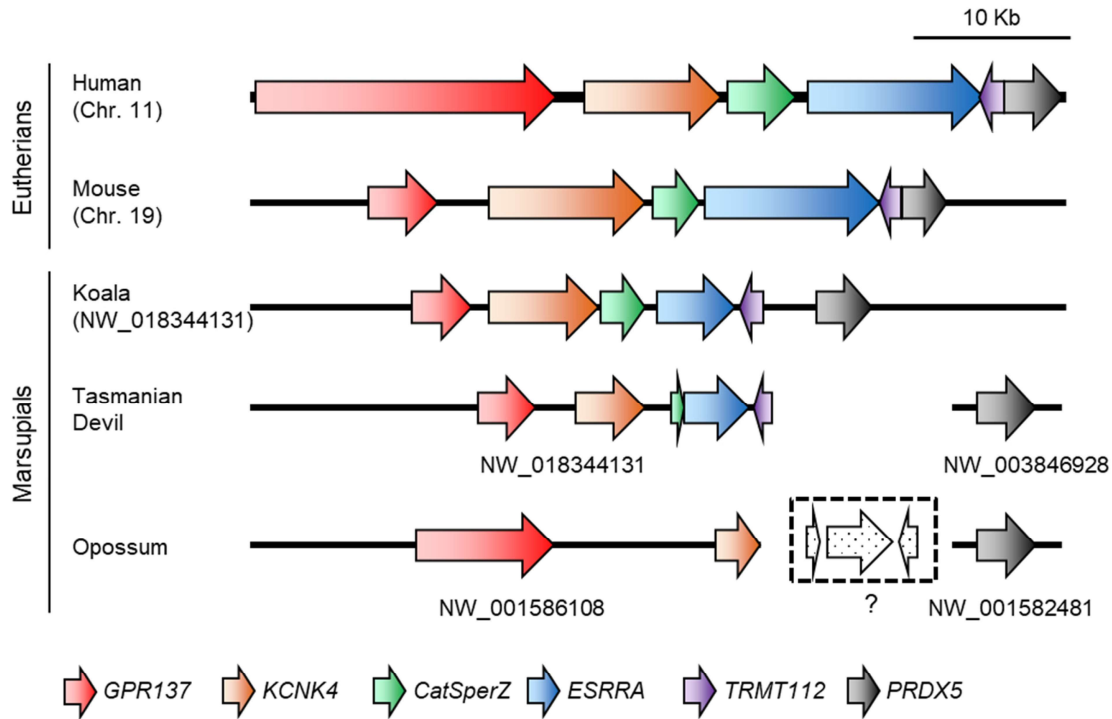 10 Kb
Eutherians
Human
(Chr. 11)
Mouse
(Chr. 19)
Marsupials
Koala
(NW_018344131)
Tasmanian
Devil
NW_018344131
NW_003846928
Opossum
?
NW_001586108
NW_001582481
GPR137
KCNK4
CatSperZ
ESRRA
TRMT112
PRDX5